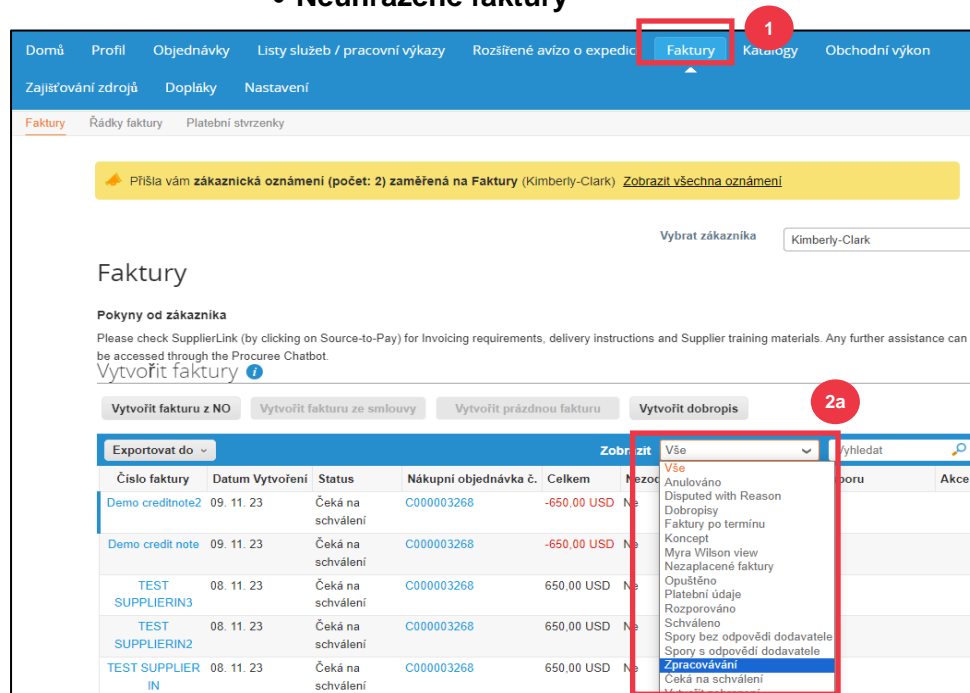 • Neuhrazené faktury
1
Domů Profil Objednávky Listy služeb / pracovní výkazy Rozšířené avízo o expedic Faktury Katalogy Obchodní výkon
Zajišťování zdrojů Doplňky Nastavení
Faktury Řádky faktury Platební stvrzenky
Přišla vám zákaznická oznámení (počet: 2) zaměřená na Faktury (Kimberly-Clark) Zobrazit všechna oznámení
Vybrat zákazníka Kimberly-Clark
Faktury
Pokyny od zákazníka
Please check SupplierLink (by clicking on Source-to-Pay) for Invoicing requirements, delivery instructions and Supplier training materials. Any further assistance can
be accessed through the Procuree Chatbot.
Vytvořit faktury i
Vytvořit fakturu z NO Vytvořit fakturu ze smlouvy Vytvořit prázdnou fakturu Vytvořit dobropis
2a
Exportovat do Zobrazit Vše Vyhledat
Číslo faktury Datum Vytvoření Status Nákupní objednávka č. Celkem Akce
Demo creditnote2 09. 11. 23 Čeká na schválení C000003268 -650,00 USD Ne
Demo credit note 09. 11. 23 Čeká na schválení C000003268 -650,00 USD Ne
TEST SUPPLIERIN3 08. 11. 23 Čeká na schválení C000003268 650,00 USD Ne
TEST SUPPLIERIN2 08. 11. 23 Čeká na schválení C000003268 650,00 USD Ne
TEST SUPPLIER IN 08. 11. 23 Čeká na schválení C000003268 650,00 USD Ne
Vše
Anulováno
Disputed with Reason
Dobropisy
Faktury po termínu
Koncept
Myra Wilson view
Nezaplacené faktury
Opuštěno
Platební údaje
Rozporováno
Schváleno
Spory bez odpovědi dodavatele
Spory s odpovědí dodavatele
Zpracovávání
Čeká na schválení